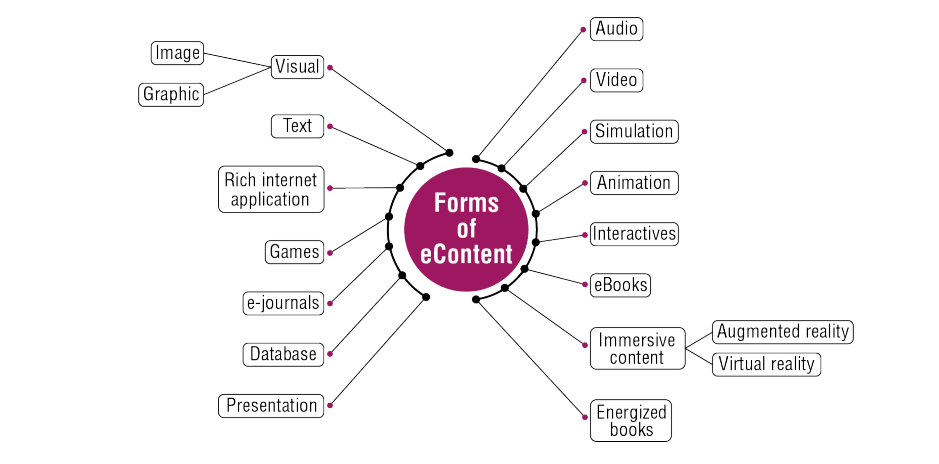 Forms
of
eContent
Image
Graphic
Visual
Text
Rich internet
application
Games
e-journals
Database
Presentation
Audio
Video
Simulation
Animation
Interactives
eBooks
Immersive
content
Augmented reality
Virtual reality
Energized
books